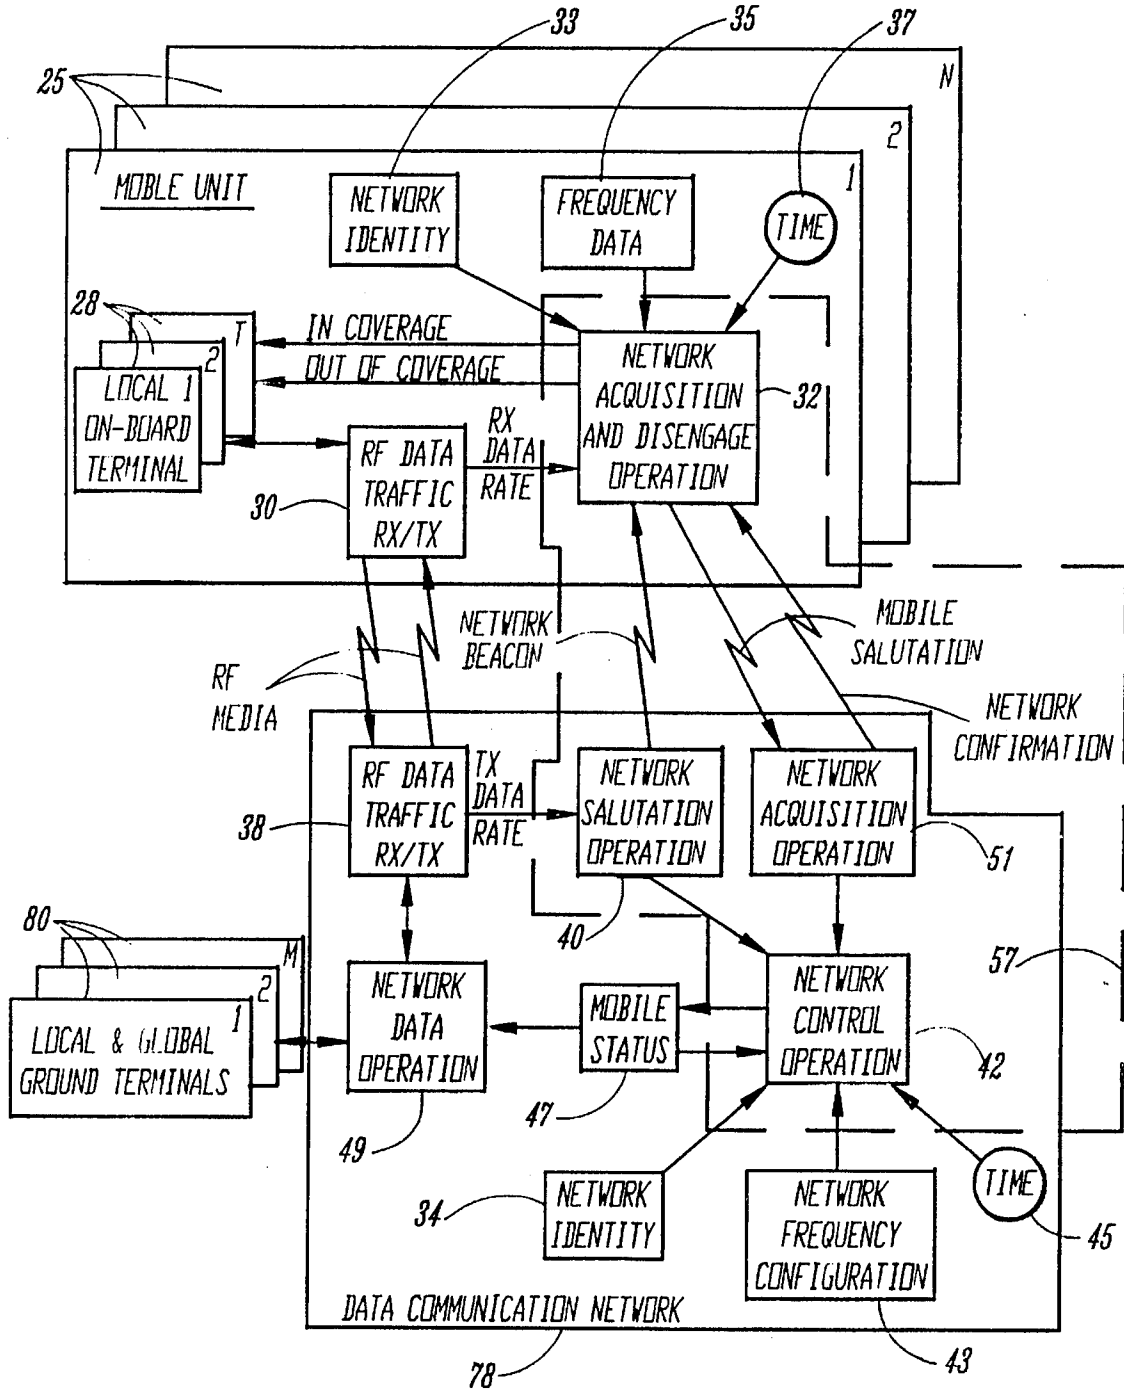 33
35
37
25
N
2
1
MOBLE UNIT
NETWORK
IDENTITY
FREQUENCY
DATA
TIME
28
T
2
LOCAL 1
ON-BOARD
TERMINAL
IN COVERAGE
OUT OF COVERAGE
NETWORK
ACQUISITION
AND DISENGAGE
OPERATION
32
RF DATA
TRAFFIC
RX/TX
30
RX
DATA
RATE
NETWORK
BEACON
MOBILE
SALUTATION
RF
MEDIA
NETWORK
CONFIRMATION
RF DATA
TRAFFIC
RX/TX
38
TX
DATA
RATE
NETWORK
SALUTATION
OPERATION
40
NETWORK
ACQUISITION
OPERATION
51
80
M
2
1
LOCAL & GLOBAL
GROUND TERMINALS
NETWORK
DATA
OPERATION
49
MOBILE
STATUS
47
NETWORK
CONTROL
OPERATION
42
57
34
NETWORK
IDENTITY
NETWORK
FREQUENCY
CONFIGURATION
43
TIME
45
DATA COMMUNICATION NETWORK
78